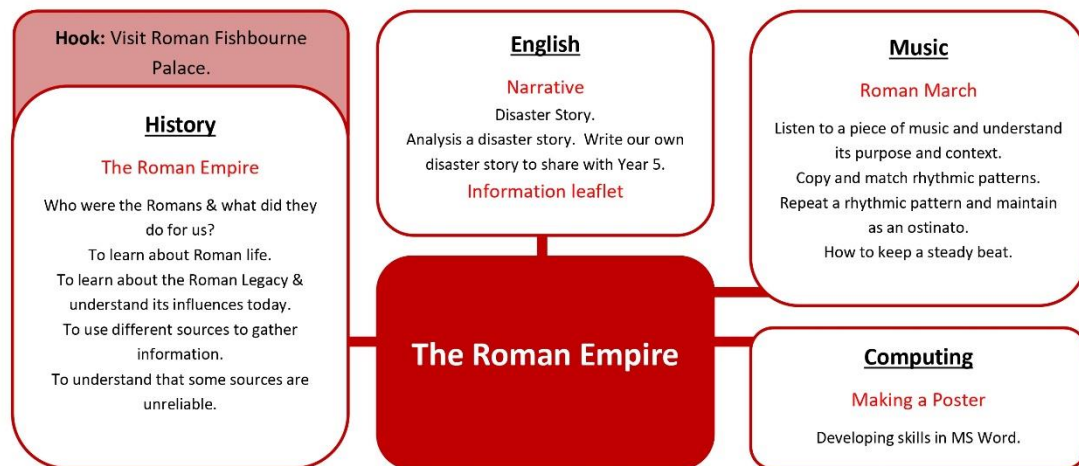 Hook: Visit Roman Fishbourne
Palace.
History
The Roman Empire
Who were the Romans & what did they
do for us?
To learn about Roman life.
To learn about the Roman Legacy &
understand its influences today.
To use different sources to gather
information.
To understand that some sources are
unreliable.
English
Narrative
Disaster Story.
Analysis a disaster story. Write our own
disaster story to share with Year 5.
Information leaflet
Music
Roman March
Listen to a piece of music and understand
its purpose and context.
Copy and match rhythmic patterns.
Repeat a rhythmic pattern and maintain
as an ostinato.
How to keep a steady beat.
The Roman Empire
Computing
Making a Poster
Developing skills in MS Word.